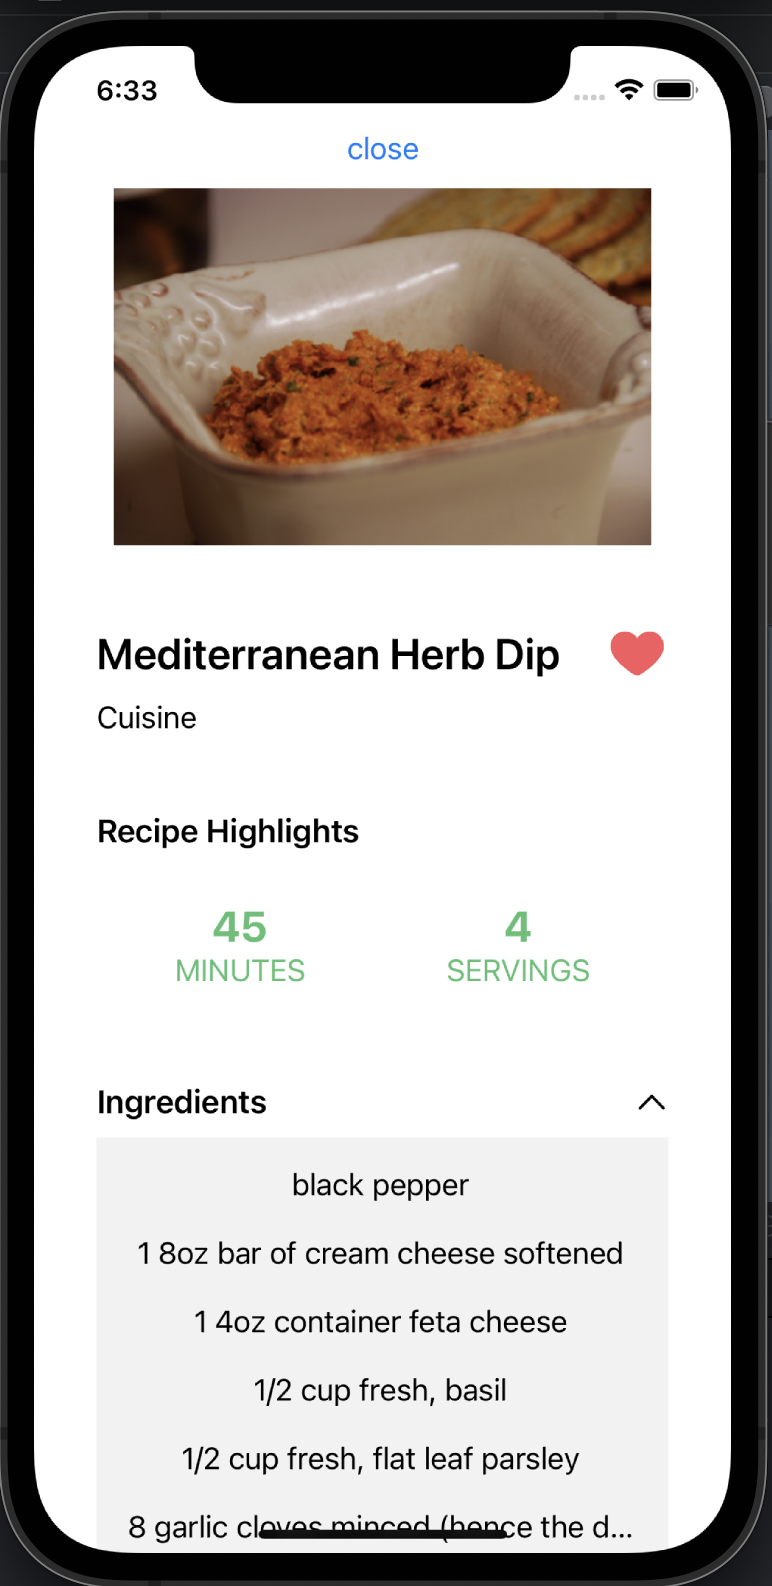 6:33
close
Mediterranean Herb Dip
Cuisine
Recipe Highlights
45
MINUTES
4
SERVINGS
Ingredients
black pepper
1 8oz bar of cream cheese softened
1 4oz container feta cheese
1/2 cup fresh, basil
1/2 cup fresh, flat leaf parsley
8 garlic cloves minced (hence the d...